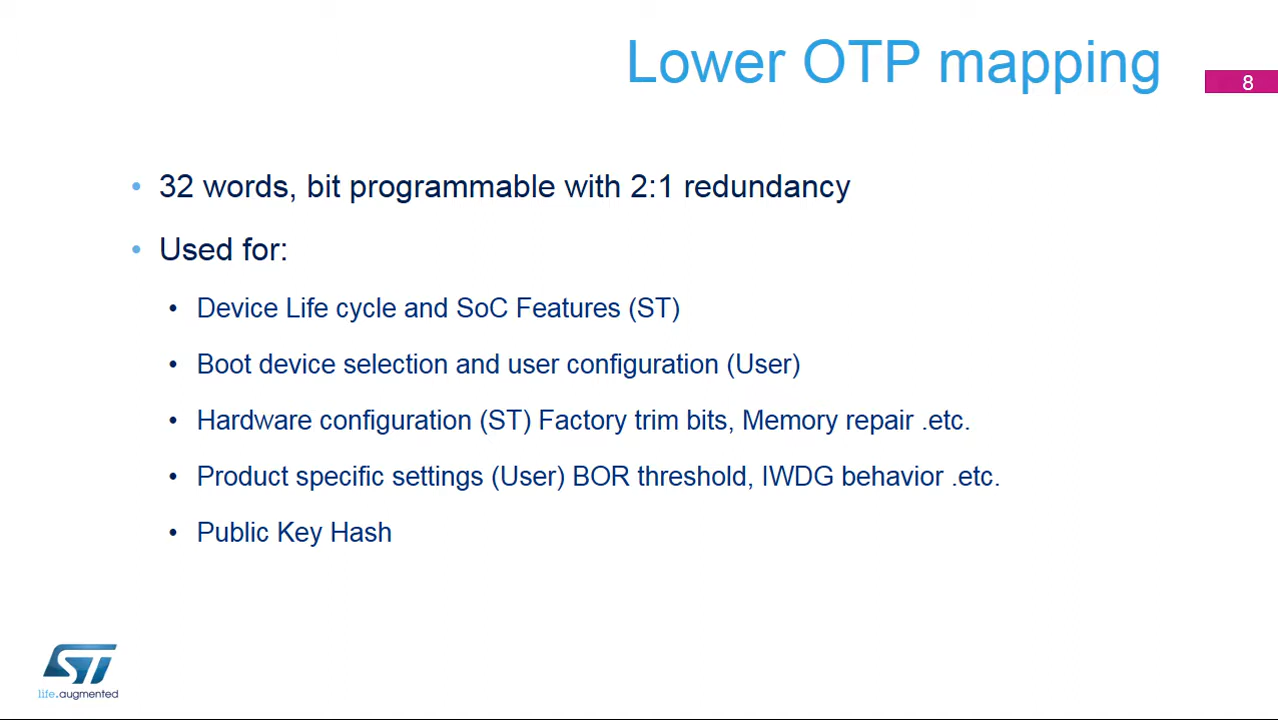 Lower OTP mapping
8
• 32 words, bit programmable with 2:1 redundancy
• Used for:
• Device Life cycle and SoC Features (ST)
• Boot device selection and user configuration (User)
• Hardware configuration (ST) Factory trim bits, Memory repair .etc.
• Product specific settings (User) BOR threshold, IWDG behavior .etc.
• Public Key Hash
ST
life.augmented